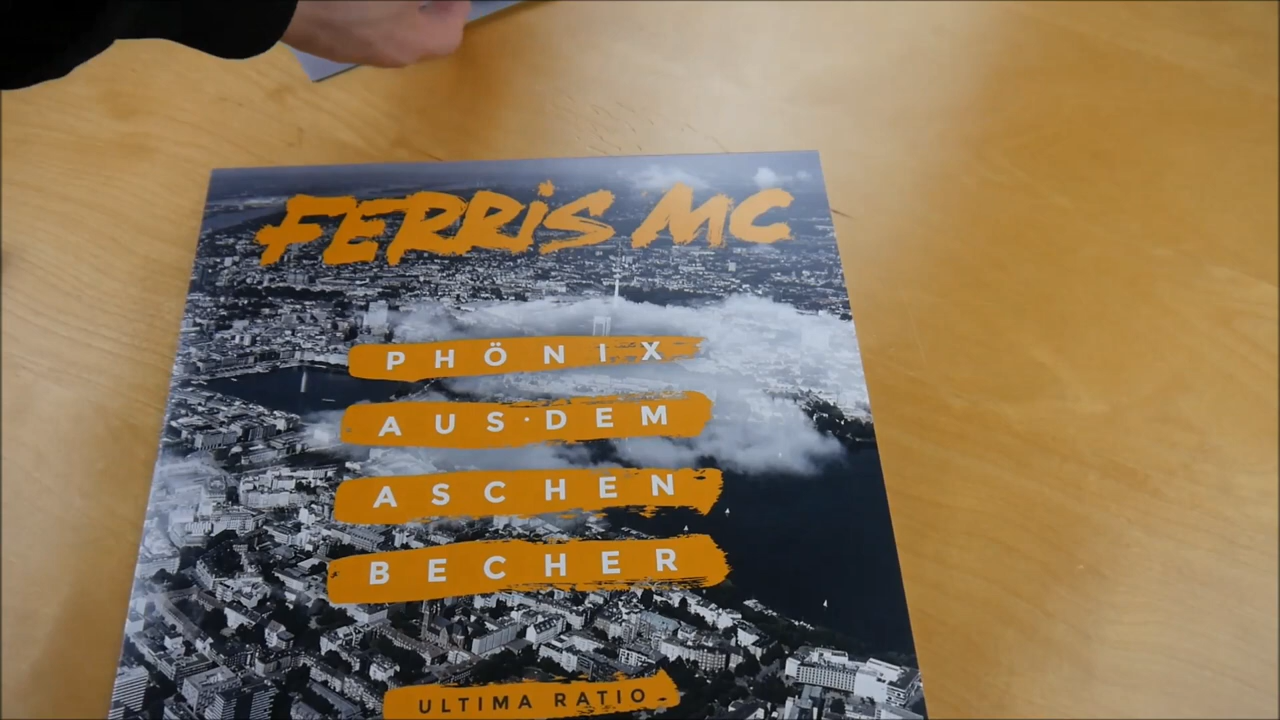 FERRiS MC
PHÖNIX
AUS·DEM
ASCHEN
BECHER
ULTIMA RATIO